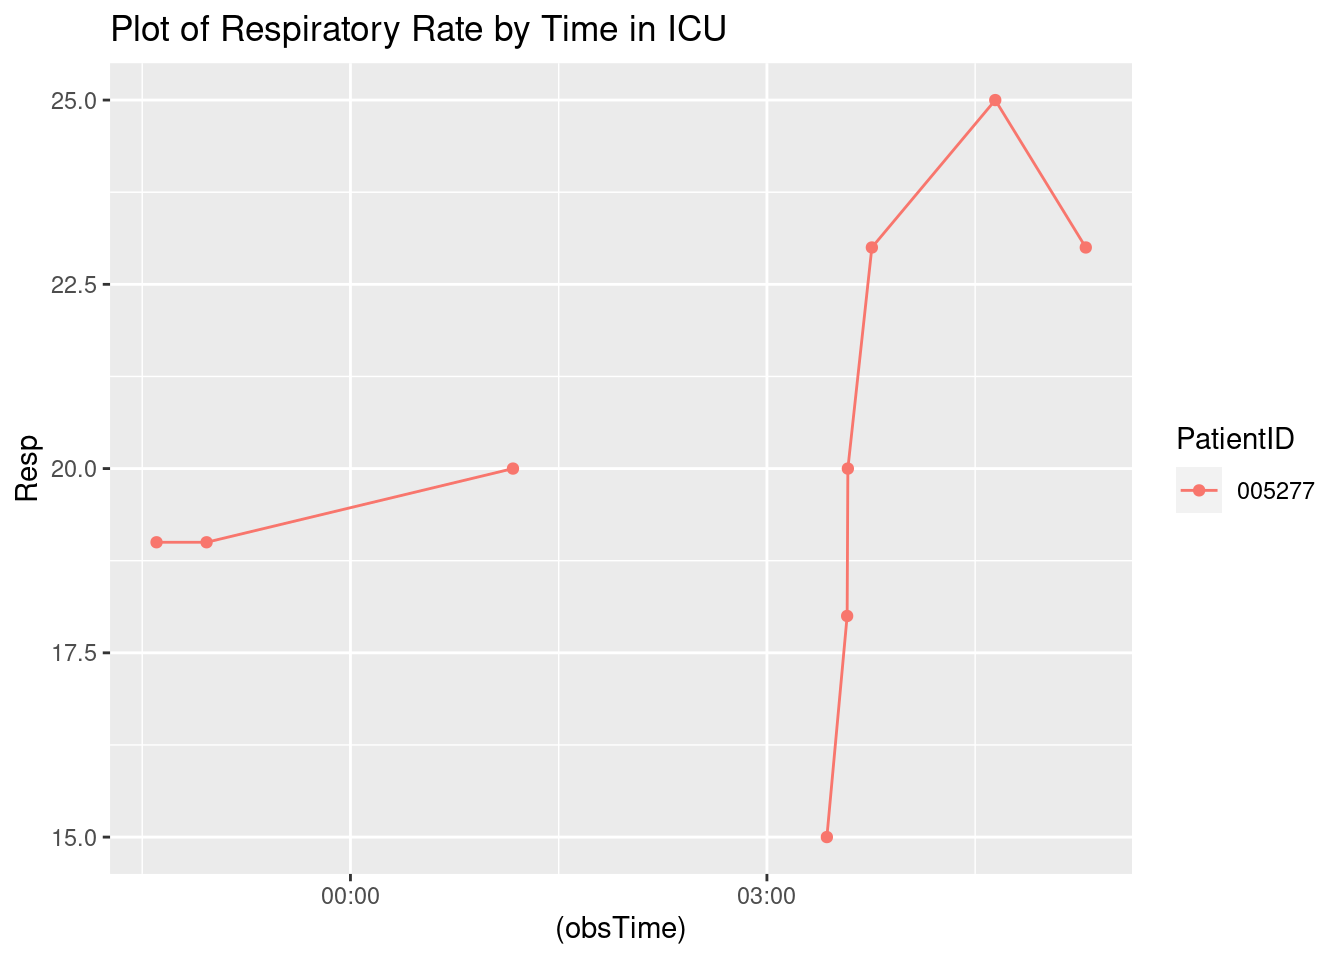 Plot of Respiratory Rate by Time in ICU
25.0
22.5
20.0
17.5
15.0
Resp
00:00 03:00
(obsTime)
PatientID
005277